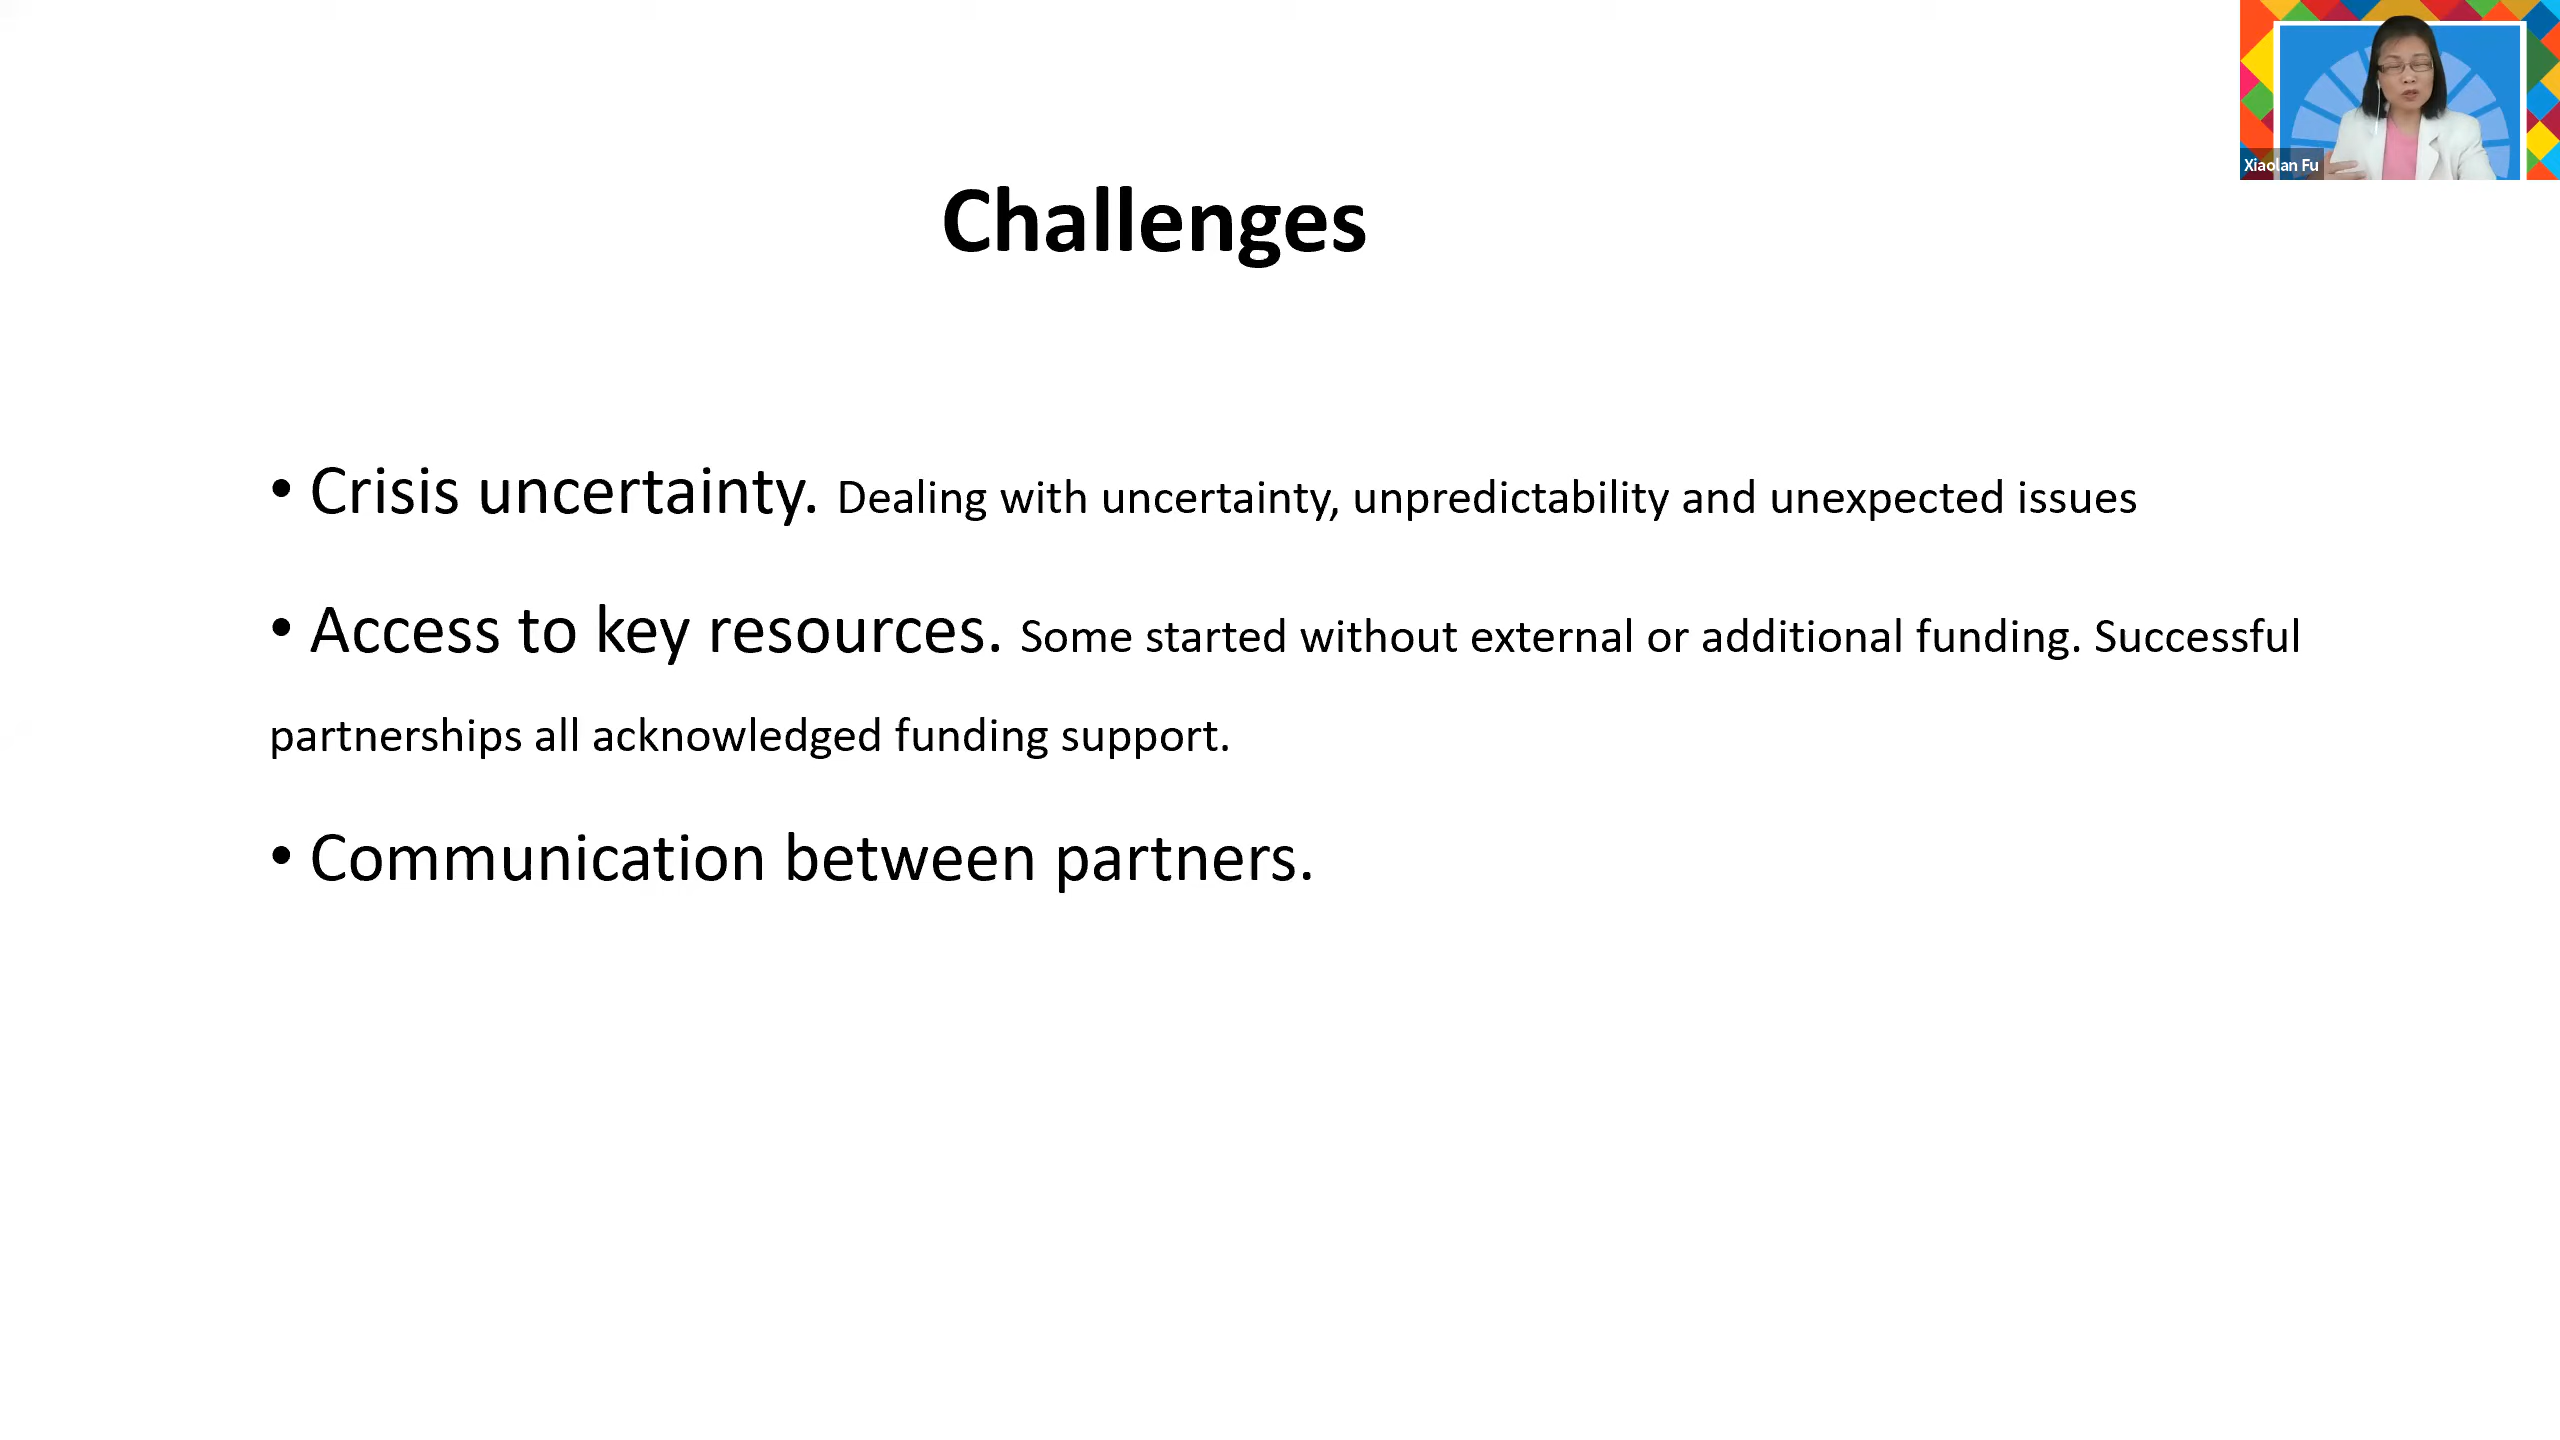 Xiaolan Fu
Challenges
• Crisis uncertainty. Dealing with uncertainty, unpredictability and unexpected issues
• Access to key resources. Some started without external or additional funding. Successful
partnerships all acknowledged funding support.
• Communication between partners.